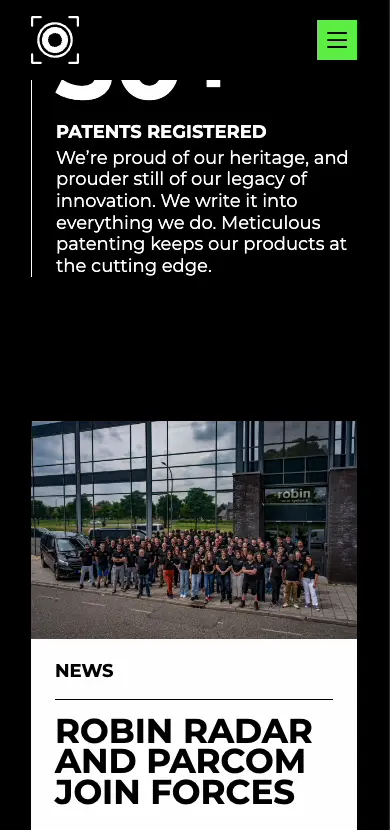 PATENTS REGISTERED
We're proud of our heritage, and
prouder still of our legacy of
innovation. We write it into
everything we do. Meticulous
patenting keeps our products at
the cutting edge.
robin
NEWS
ROBIN RADAR
AND PARCOM
JOIN FORCES